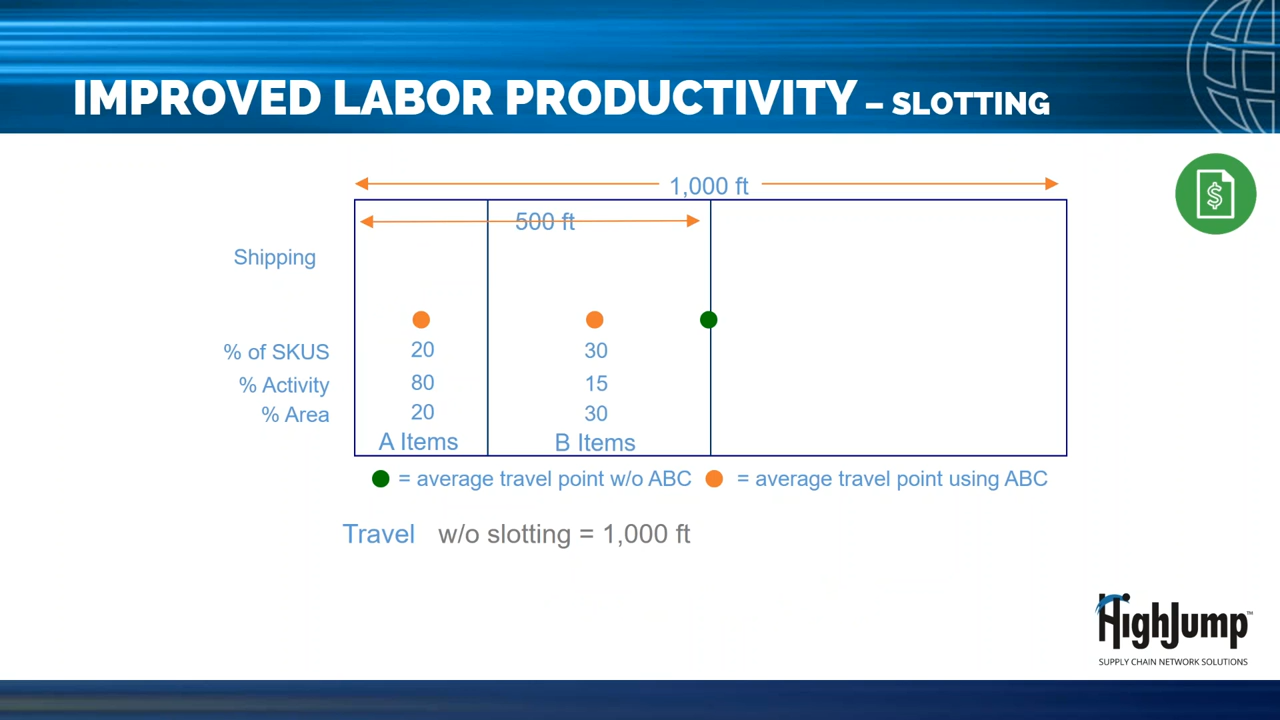 IMPROVED LABOR PRODUCTIVITY – SLOTTING
1,000 ft
500 ft
Shipping
% of SKUS 20 30
% Activity 80 15
% Area 20 30
A Items B Items
= average travel point w/o ABC = average travel point using ABC
Travel w/o slotting = 1,000 ft
HighJump™
SUPPLY CHAIN NETWORK SOLUTIONS
$